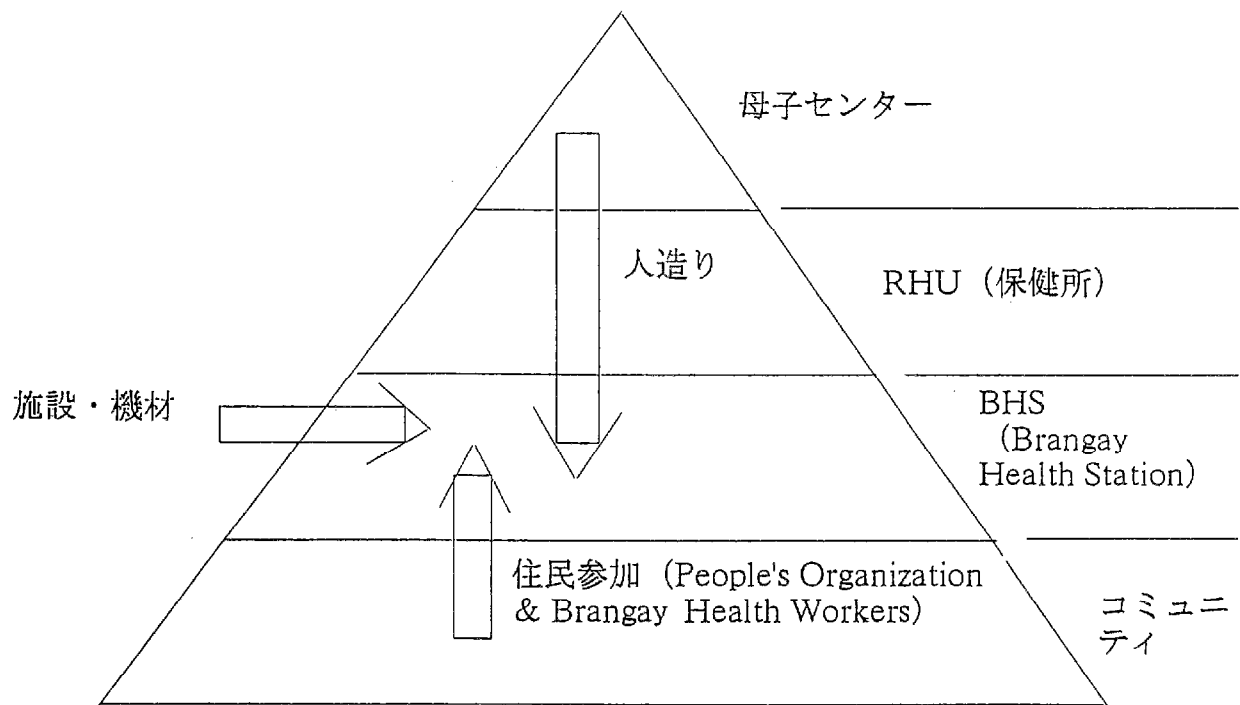 母子センター
人造り
RHU（保健所）
施設・機材
BHS
（Brangay
Health Station）
住民参加（People's Organization
& Brangay Health Workers）
コミュニ
ティ